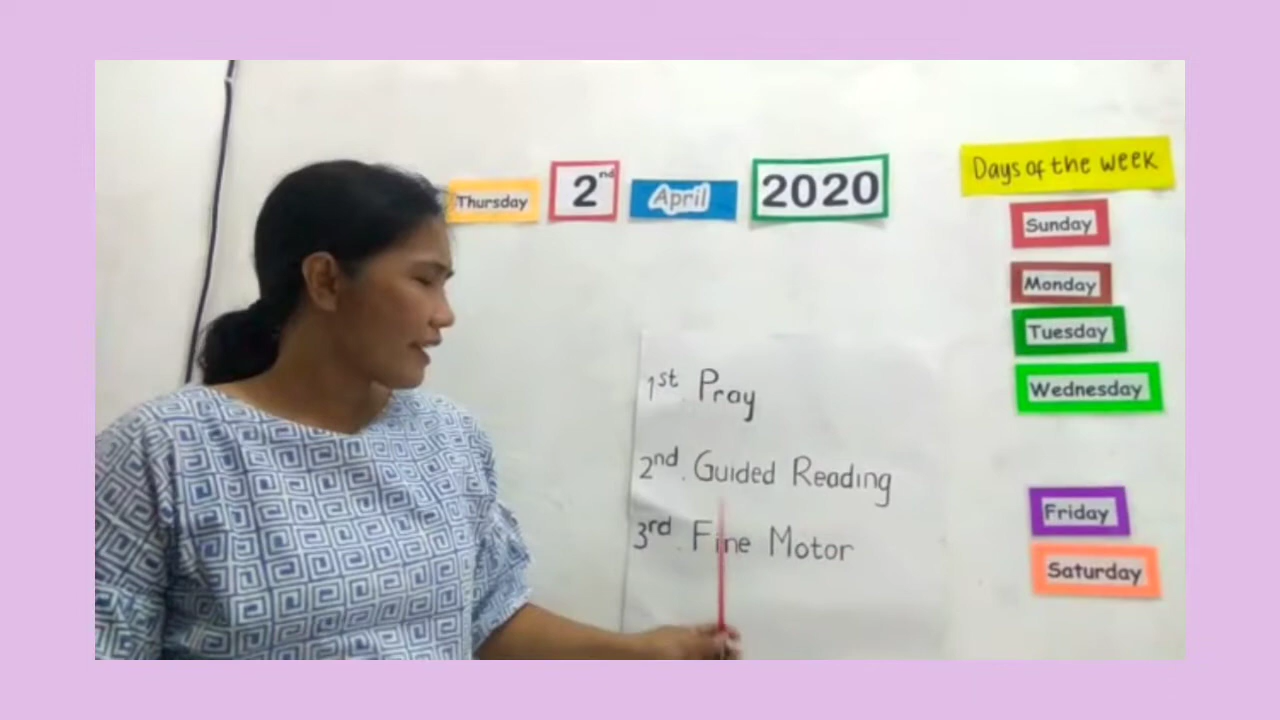 Thursday 2nd April 2020
Days of the week
Sunday
Monday
Tuesday
Wednesday
Friday
Saturday
1st. Pray
2nd. Guided Reading
3rd. Fine Motor